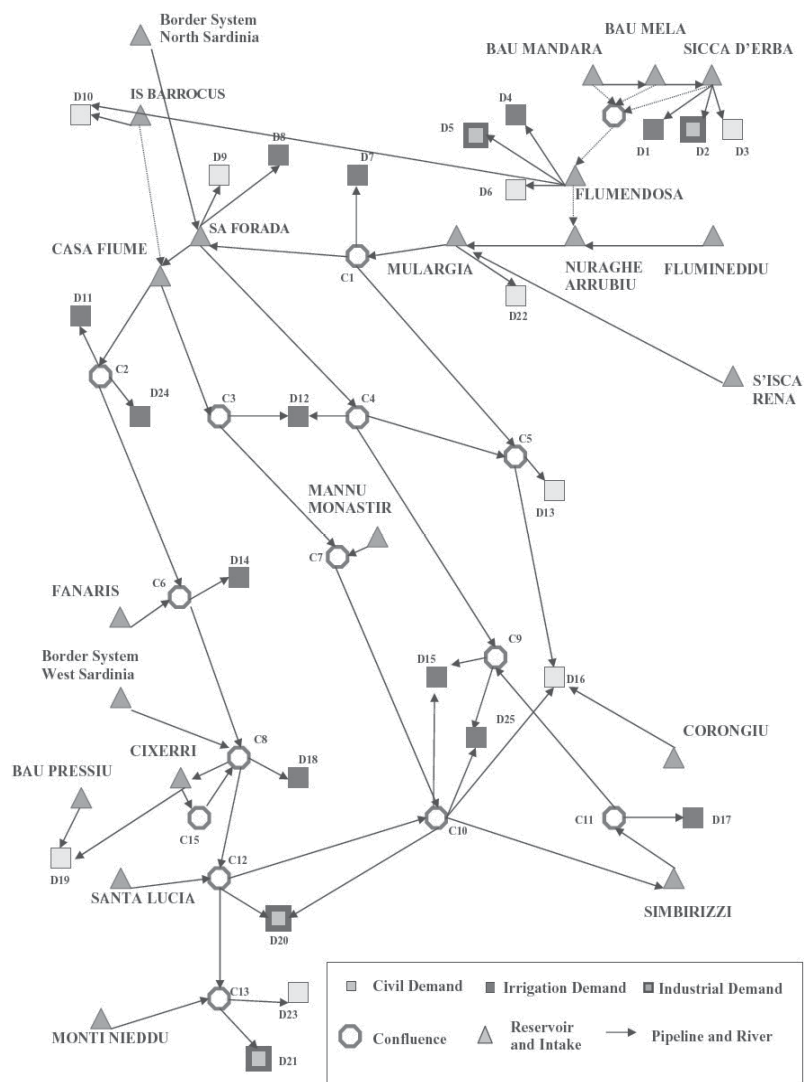 Border System
North Sardinia
BAU MELA
BAU MANDARA
SICCA D'ERBA
D10
IS BARROCUS
D4
D5
D1
D2
D3
D9
D8
D7
D6
FLUMENDOSA
SA FORADA
CASA FIUME
C1
MULARGIA
NURAGHE
ARRUBIU
FLUMINEDDU
D11
D22
C2
S'ISCA
RENA
D24
C3
D12
C4
C5
MANNU
MONASTIR
D13
C7
D14
C6
FANARIS
C9
Border System
West Sardinia
D15
D16
D25
CORONGIU
C8
CIXERRI
D18
BAU PRESSIU
C15
C10
C11
D17
C12
D19
SANTA LUCIA
SIMBIRIZZI
D20
C13
D23
MONTI NIEDDU
D21
Civil Demand
Irrigation Demand
Industrial Demand
Confluence
Reservoir
and Intake
Pipeline and River